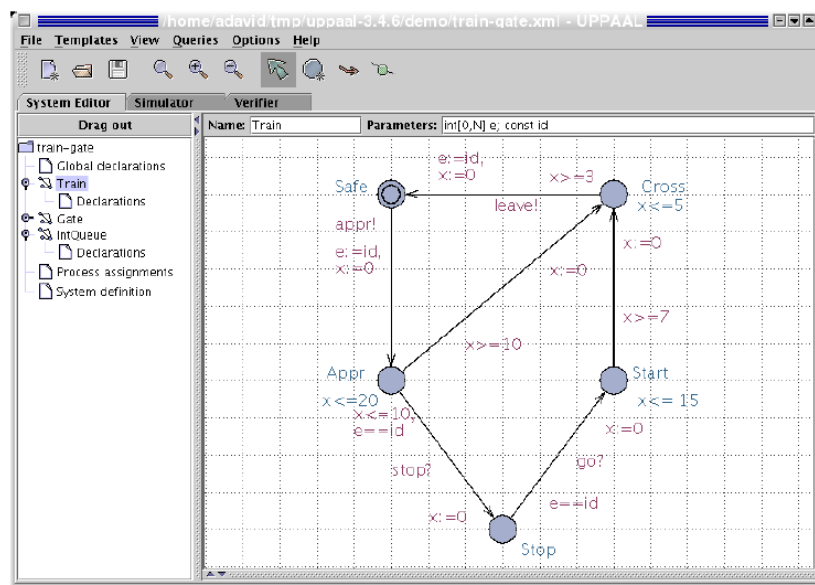 /home/adavid/tmp/uppaal-3.4.6/demo/train-gate.xml - UPPAAL
File Templates View Queries Options Help
System Editor Simulator Verifier
Drag out
Name: Train Parameters: int[0,N] e; const id
train-gate
Global declarations
Train
Declarations
Gate
IntQueue
Declarations
Process assignments
System definition
e:=id,
x:=0
x>=3
Safe
Cross
leave!
x<=5
appr!
e:=id,
x:=0
x:=0
x:=0
x>=7
x>=10
Appr
Start
x<=20
x<= 15
x<=10,
e==id
x:=0
stop?
go?
e==id
x:=0
Stop